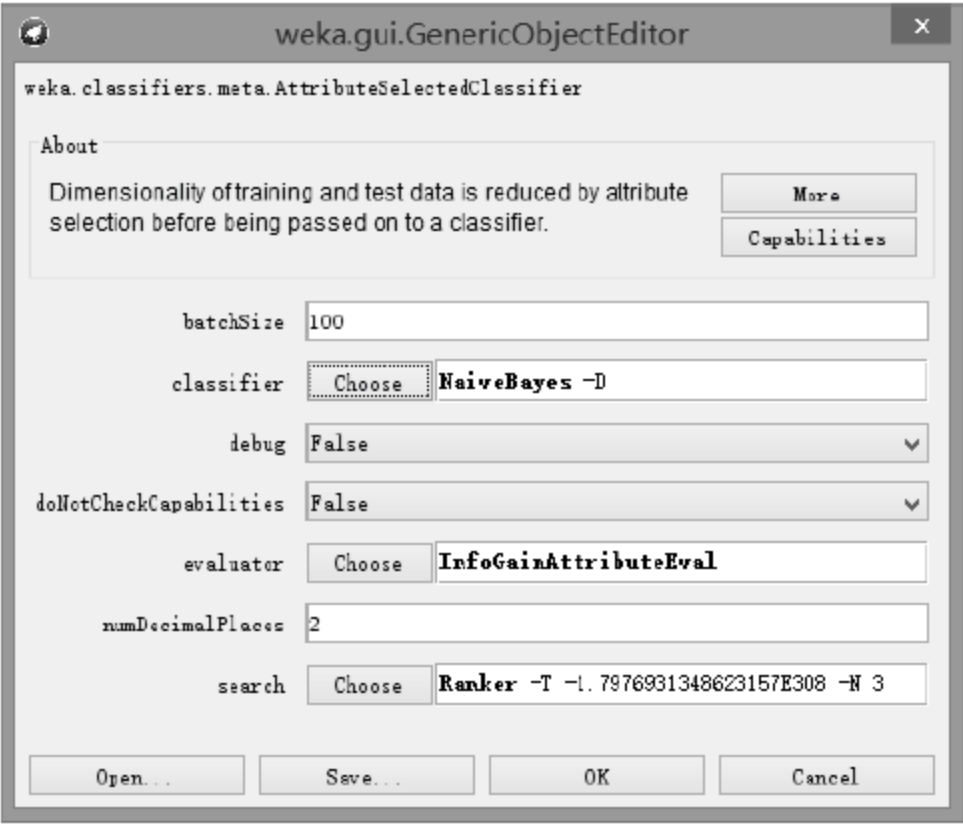 weka.gui.GenericObjectEditor
x
weka.classifiers.meta.AttributeSelectedClassifier
About
Dimensionality of training and test data is reduced by attribute
selection before being passed on to a classifier.
More
Capabilities
batchSize 100
classifier Choose NaiveBayes -D
debug False
doNotCheckCapabilities False
evaluator Choose InfoGainAttributeEval
numDecimalPlaces 2
search Choose Ranker -T -1.7976931348623157E308 -N 3
Open... Save... OK Cancel